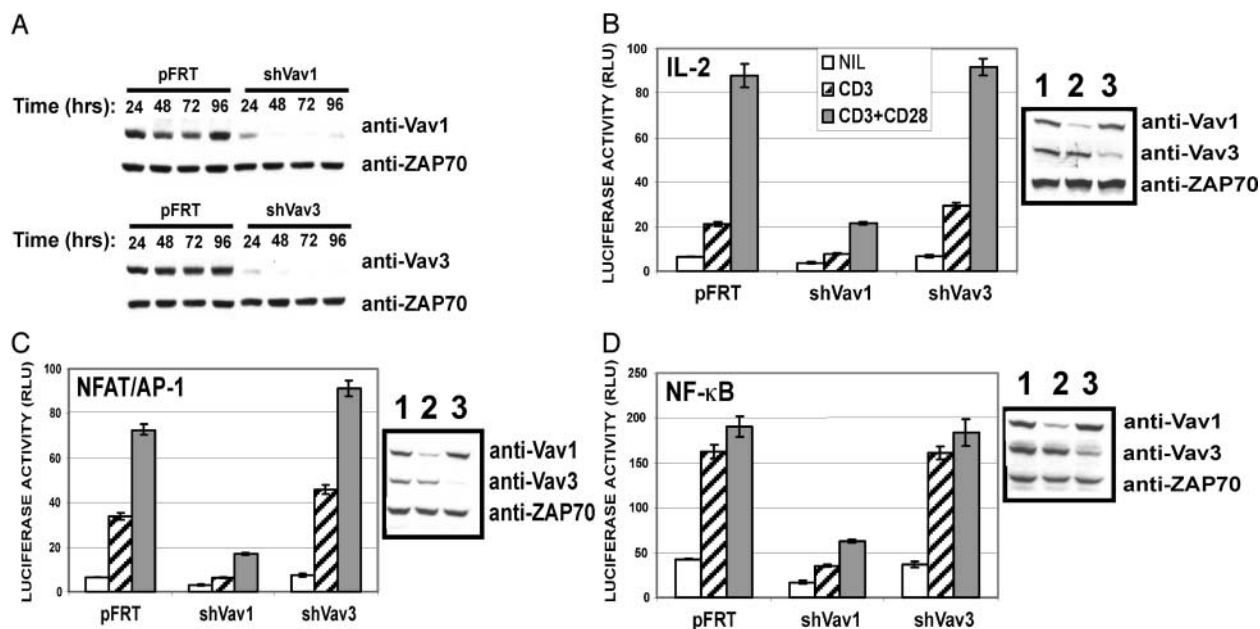 A
pFRT shVav1
Time (hrs): 24 48 72 96 24 48 72 96
anti-Vav1
anti-ZAP70
pFRT shVav3
Time (hrs): 24 48 72 96 24 48 72 96
anti-Vav3
anti-ZAP70
B
IL-2
NIL
CD3
CD3+CD28
LUCIFERASE ACTIVITY (RLU)
100
80
60
40
20
0
pFRT shVav1 shVav3
1 2 3
anti-Vav1
anti-Vav3
anti-ZAP70
C
NFAT/AP-1
LUCIFERASE ACTIVITY (RLU)
100
80
60
40
20
0
pFRT shVav1 shVav3
1 2 3
anti-Vav1
anti-Vav3
anti-ZAP70
D
NF-κB
LUCIFERASE ACTIVITY (RLU)
250
200
150
100
50
0
pFRT shVav1 shVav3
1 2 3
anti-Vav1
anti-Vav3
anti-ZAP70